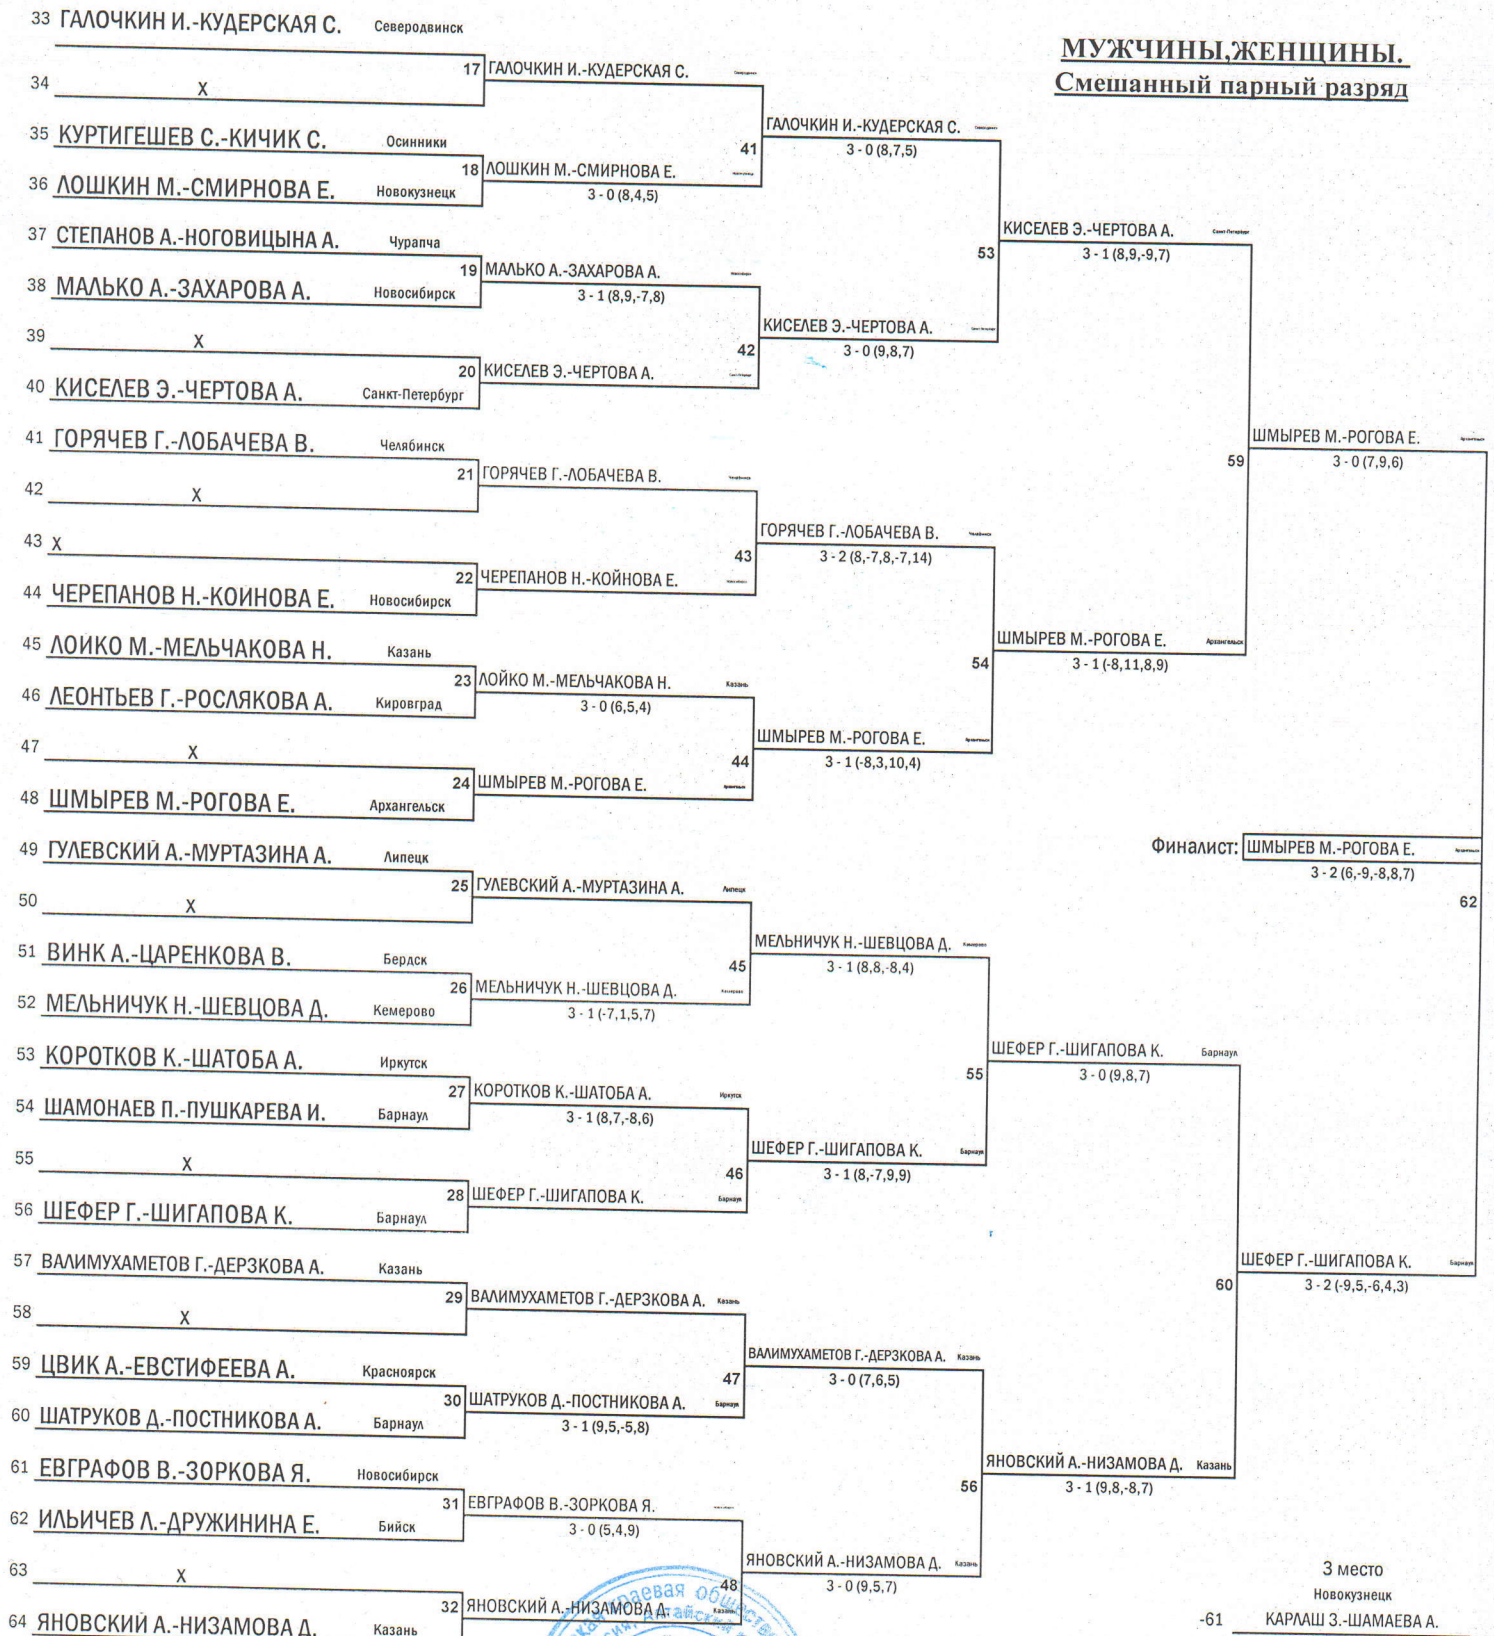 МУЖЧИНЫ,ЖЕНЩИНЫ.
Смешанный парный разряд
33 ГАЛОЧКИН И.-КУДЕРСКАЯ С. Северодвинск
17 ГАЛОЧКИН И.-КУДЕРСКАЯ С.
34 X
ГАЛОЧКИН И.-КУДЕРСКАЯ С.
41 3 - 0 (8,7,5)
35 КУРТИГЕШЕВ С.-КИЧИК С. Осинники
18 ЛОШКИН М.-СМИРНОВА Е.
3 - 0 (8,4,5)
36 ЛОШКИН М.-СМИРНОВА Е. Новокузнецк
КИСЕЛЕВ Э.-ЧЕРТОВА А. Санкт-Петербург
53 3 - 1 (8,9,-9,7)
37 СТЕПАНОВ А.-НОГОВИЦЫНА А. Чурапча
19 МАЛЬКО А.-ЗАХАРОВА А.
3 - 1 (8,9,-7,8)
38 МАЛЬКО А.-ЗАХАРОВА А. Новосибирск
КИСЕЛЕВ Э.-ЧЕРТОВА А.
42 3 - 0 (9,8,7)
39 X
20 КИСЕЛЕВ Э.-ЧЕРТОВА А.
40 КИСЕЛЕВ Э.-ЧЕРТОВА А. Санкт-Петербург
ШМЫРЕВ М.-РОГОВА Е.
59 3 - 0 (7,9,6)
41 ГОРЯЧЕВ Г.-ЛОБАЧЕВА В. Челябинск
21 ГОРЯЧЕВ Г.-ЛОБАЧЕВА В.
42 X
ГОРЯЧЕВ Г.-ЛОБАЧЕВА В.
43 3 - 2 (8,-7,8,-7,14)
43 X
22 ЧЕРЕПАНОВ Н.-КОЙНОВА Е.
44 ЧЕРЕПАНОВ Н.-КОЙНОВА Е. Новосибирск
ШМЫРЕВ М.-РОГОВА Е. Архангельск
54 3 - 1 (-8,11,8,9)
45 ЛОЙКО М.-МЕЛЬЧАКОВА Н. Казань
23 ЛОЙКО М.-МЕЛЬЧАКОВА Н. Казань
3 - 0 (6,5,4)
46 ЛЕОНТЬЕВ Г.-РОСЛЯКОВА А. Кировград
ШМЫРЕВ М.-РОГОВА Е.
44 3 - 1 (-8,3,10,4)
47 X
24 ШМЫРЕВ М.-РОГОВА Е.
48 ШМЫРЕВ М.-РОГОВА Е. Архангельск
Финалист: ШМЫРЕВ М.-РОГОВА Е.
3 - 2 (6,-9,-8,8,7)
62
49 ГУЛЕВСКИЙ А.-МУРТАЗИНА А. Липецк
25 ГУЛЕВСКИЙ А.-МУРТАЗИНА А. Липецк
50 X
МЕЛЬНИЧУК Н.-ШЕВЦОВА Д. Кемерово
45 3 - 1 (8,8,-8,4)
51 ВИНК А.-ЦАРЕНКОВА В. Бердск
26 МЕЛЬНИЧУК Н.-ШЕВЦОВА Д.
3 - 1 (-7,1,5,7)
52 МЕЛЬНИЧУК Н.-ШЕВЦОВА Д. Кемерово
ШЕФЕР Г.-ШИГАПОВА К. Барнаул
55 3 - 0 (9,8,7)
53 КОРОТКОВ К.-ШАТОБА А. Иркутск
27 КОРОТКОВ К.-ШАТОБА А. Иркутск
3 - 1 (8,7,-8,6)
54 ШАМОНАЕВ П.-ПУШКАРЕВА И. Барнаул
ШЕФЕР Г.-ШИГАПОВА К. Барнаул
46 3 - 1 (8,-7,9,9)
55 X
28 ШЕФЕР Г.-ШИГАПОВА К. Барнаул
56 ШЕФЕР Г.-ШИГАПОВА К. Барнаул
ШЕФЕР Г.-ШИГАПОВА К. Барнаул
60 3 - 2 (-9,5,-6,4,3)
57 ВАЛИМУХАМЕТОВ Г.-ДЕРЗКОВА А. Казань
29 ВАЛИМУХАМЕТОВ Г.-ДЕРЗКОВА А. Казань
58 X
ВАЛИМУХАМЕТОВ Г.-ДЕРЗКОВА А. Казань
47 3 - 0 (7,6,5)
59 ЦВИК А.-ЕВСТИФЕЕВА А. Красноярск
30 ШАТРУКОВ Д.-ПОСТНИКОВА А. Барнаул
3 - 1 (9,5,-5,8)
60 ШАТРУКОВ Д.-ПОСТНИКОВА А. Барнаул
ЯНОВСКИЙ А.-НИЗАМОВА Д. Казань
56 3 - 1 (9,8,-8,7)
61 ЕВГРАФОВ В.-ЗОРКОВА Я. Новосибирск
31 ЕВГРАФОВ В.-ЗОРКОВА Я.
3 - 0 (5,4,9)
62 ИЛЬИЧЕВ Л.-ДРУЖИНИНА Е. Бийск
ЯНОВСКИЙ А.-НИЗАМОВА Д. Казань
48 3 - 0 (9,5,7)
63 X
32 ЯНОВСКИЙ А.-НИЗАМОВА Д. Казань
64 ЯНОВСКИЙ А.-НИЗАМОВА Д. Казань
3 место
Новокузнецк
-61 КАРЛАШ З.-ШАМАЕВА А.